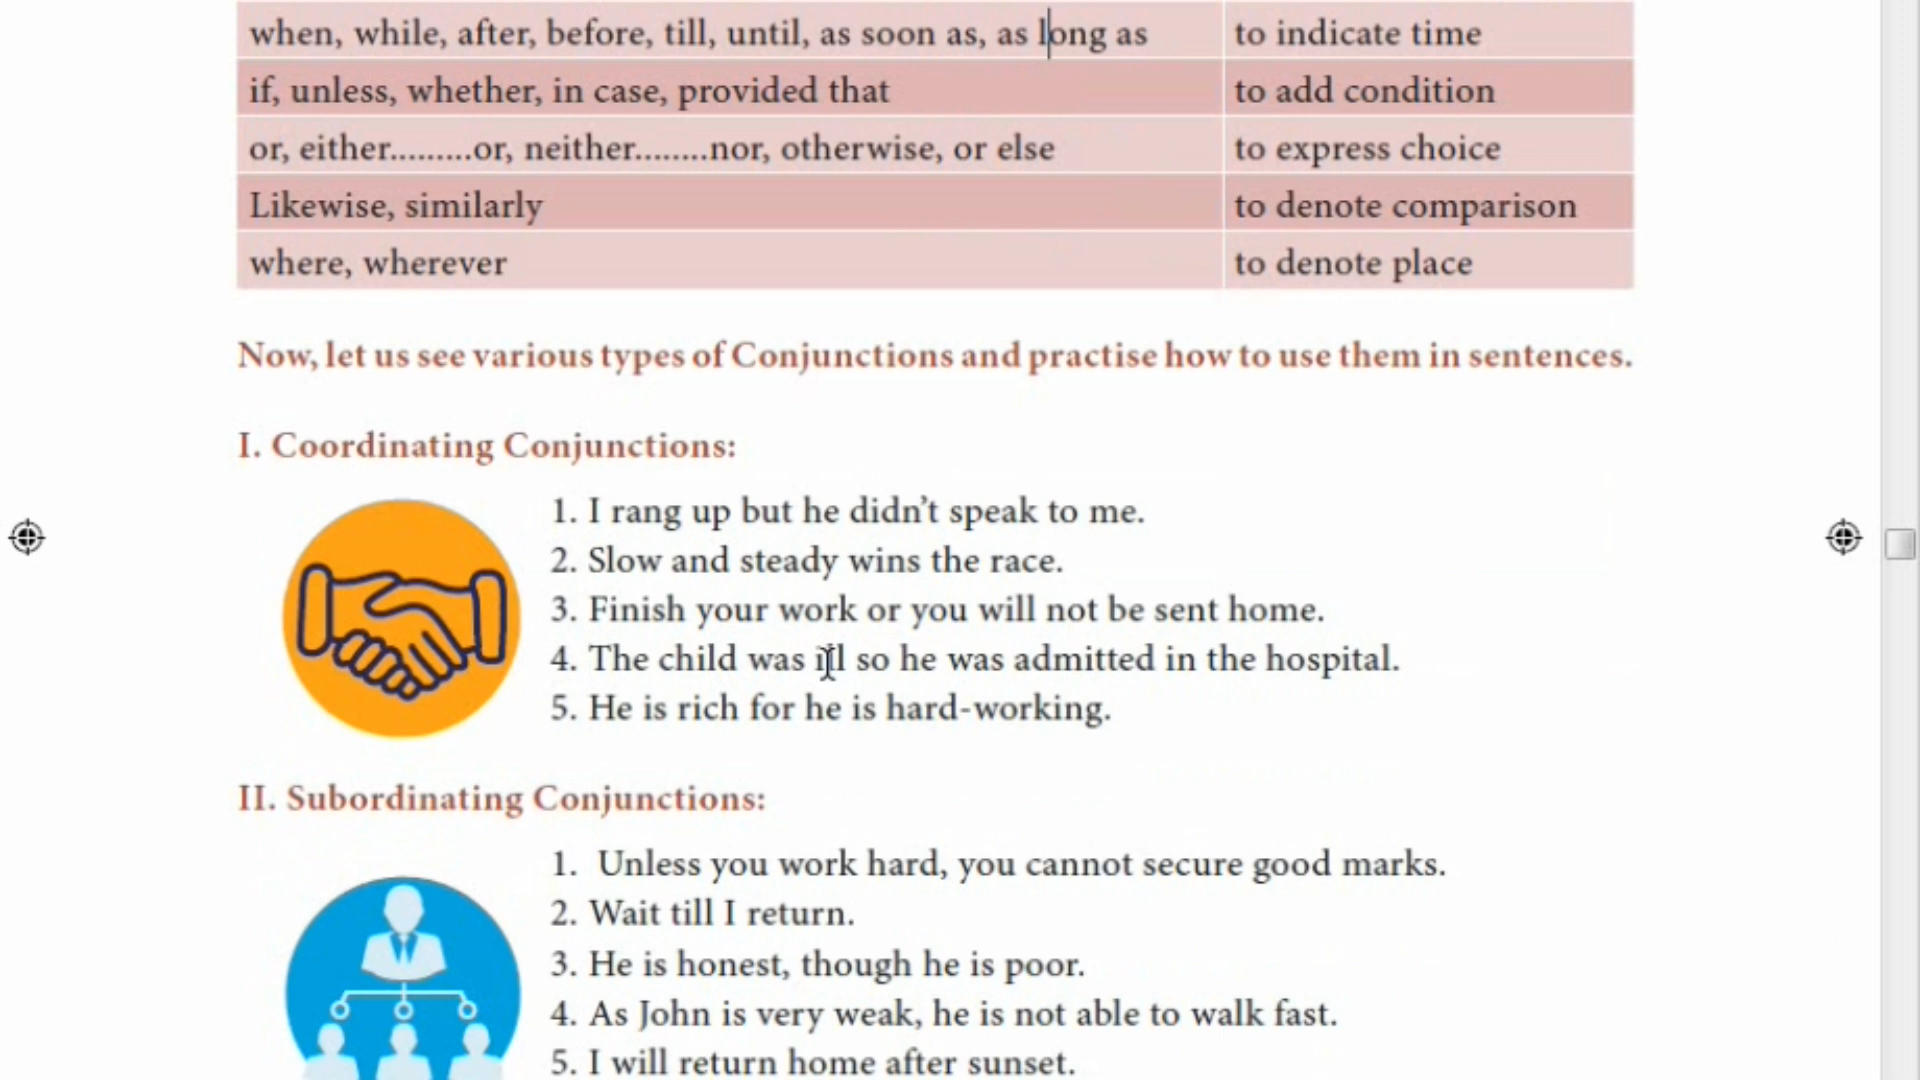 when, while, after, before, till, until, as soon as, as long as to indicate time
if, unless, whether, in case, provided that to add condition
or, either.........or, neither........nor, otherwise, or else to express choice
Likewise, similarly to denote comparison
where, wherever to denote place
Now, let us see various types of Conjunctions and practise how to use them in sentences.
I. Coordinating Conjunctions:
1. I rang up but he didn’t speak to me.
2. Slow and steady wins the race.
3. Finish your work or you will not be sent home.
4. The child was ill so he was admitted in the hospital.
5. He is rich for he is hard-working.
II. Subordinating Conjunctions:
1. Unless you work hard, you cannot secure good marks.
2. Wait till I return.
3. He is honest, though he is poor.
4. As John is very weak, he is not able to walk fast.
5. I will return home after sunset.